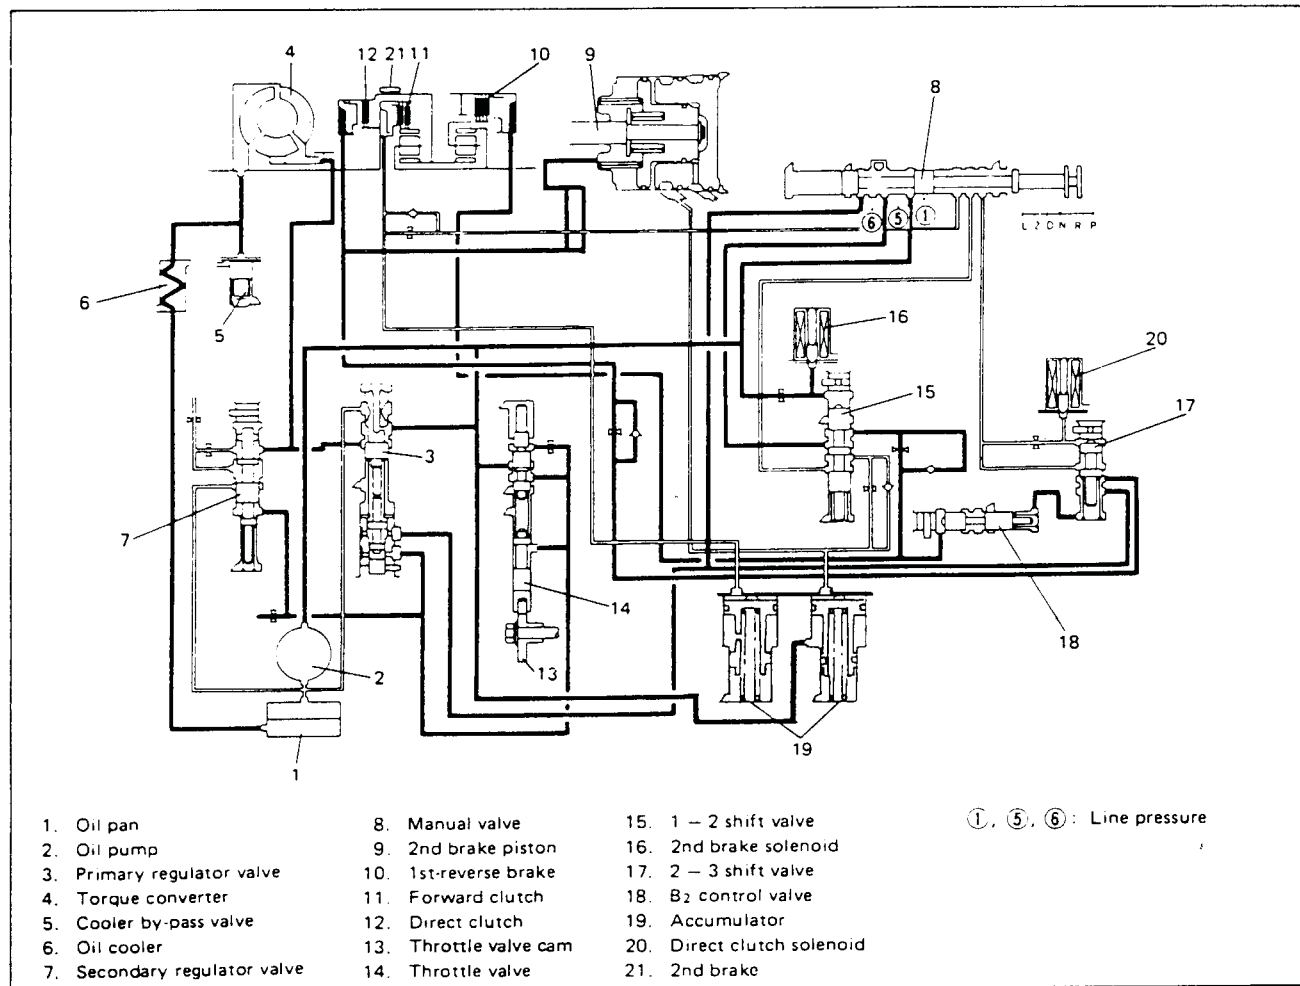 4
12
21
11
10
9
8
⑥ ⑤ ①
L 2 D N R P
6
5
16
20
15
17
3
7
14
18
2
13
19
1
1. Oil pan
2. Oil pump
3. Primary regulator valve
4. Torque converter
5. Cooler by-pass valve
6. Oil cooler
7. Secondary regulator valve
8. Manual valve
9. 2nd brake piston
10. 1st-reverse brake
11. Forward clutch
12. Direct clutch
13. Throttle valve cam
14. Throttle valve
15. 1 – 2 shift valve
16. 2nd brake solenoid
17. 2 – 3 shift valve
18. B₂ control valve
19. Accumulator
20. Direct clutch solenoid
21. 2nd brake
①, ⑤, ⑥ : Line pressure